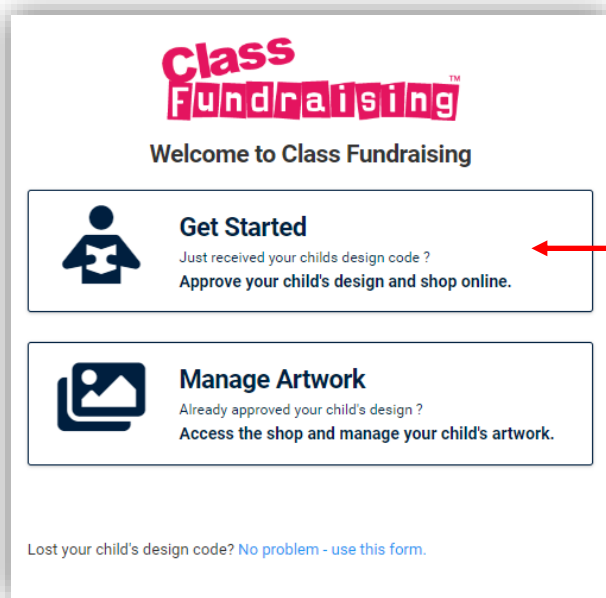 Class
Fundraising™
Welcome to Class Fundraising
Get Started
Just received your childs design code ?
Approve your child's design and shop online.
Manage Artwork
Already approved your child's design ?
Access the shop and manage your child's artwork.
Lost your child's design code? No problem - use this form.